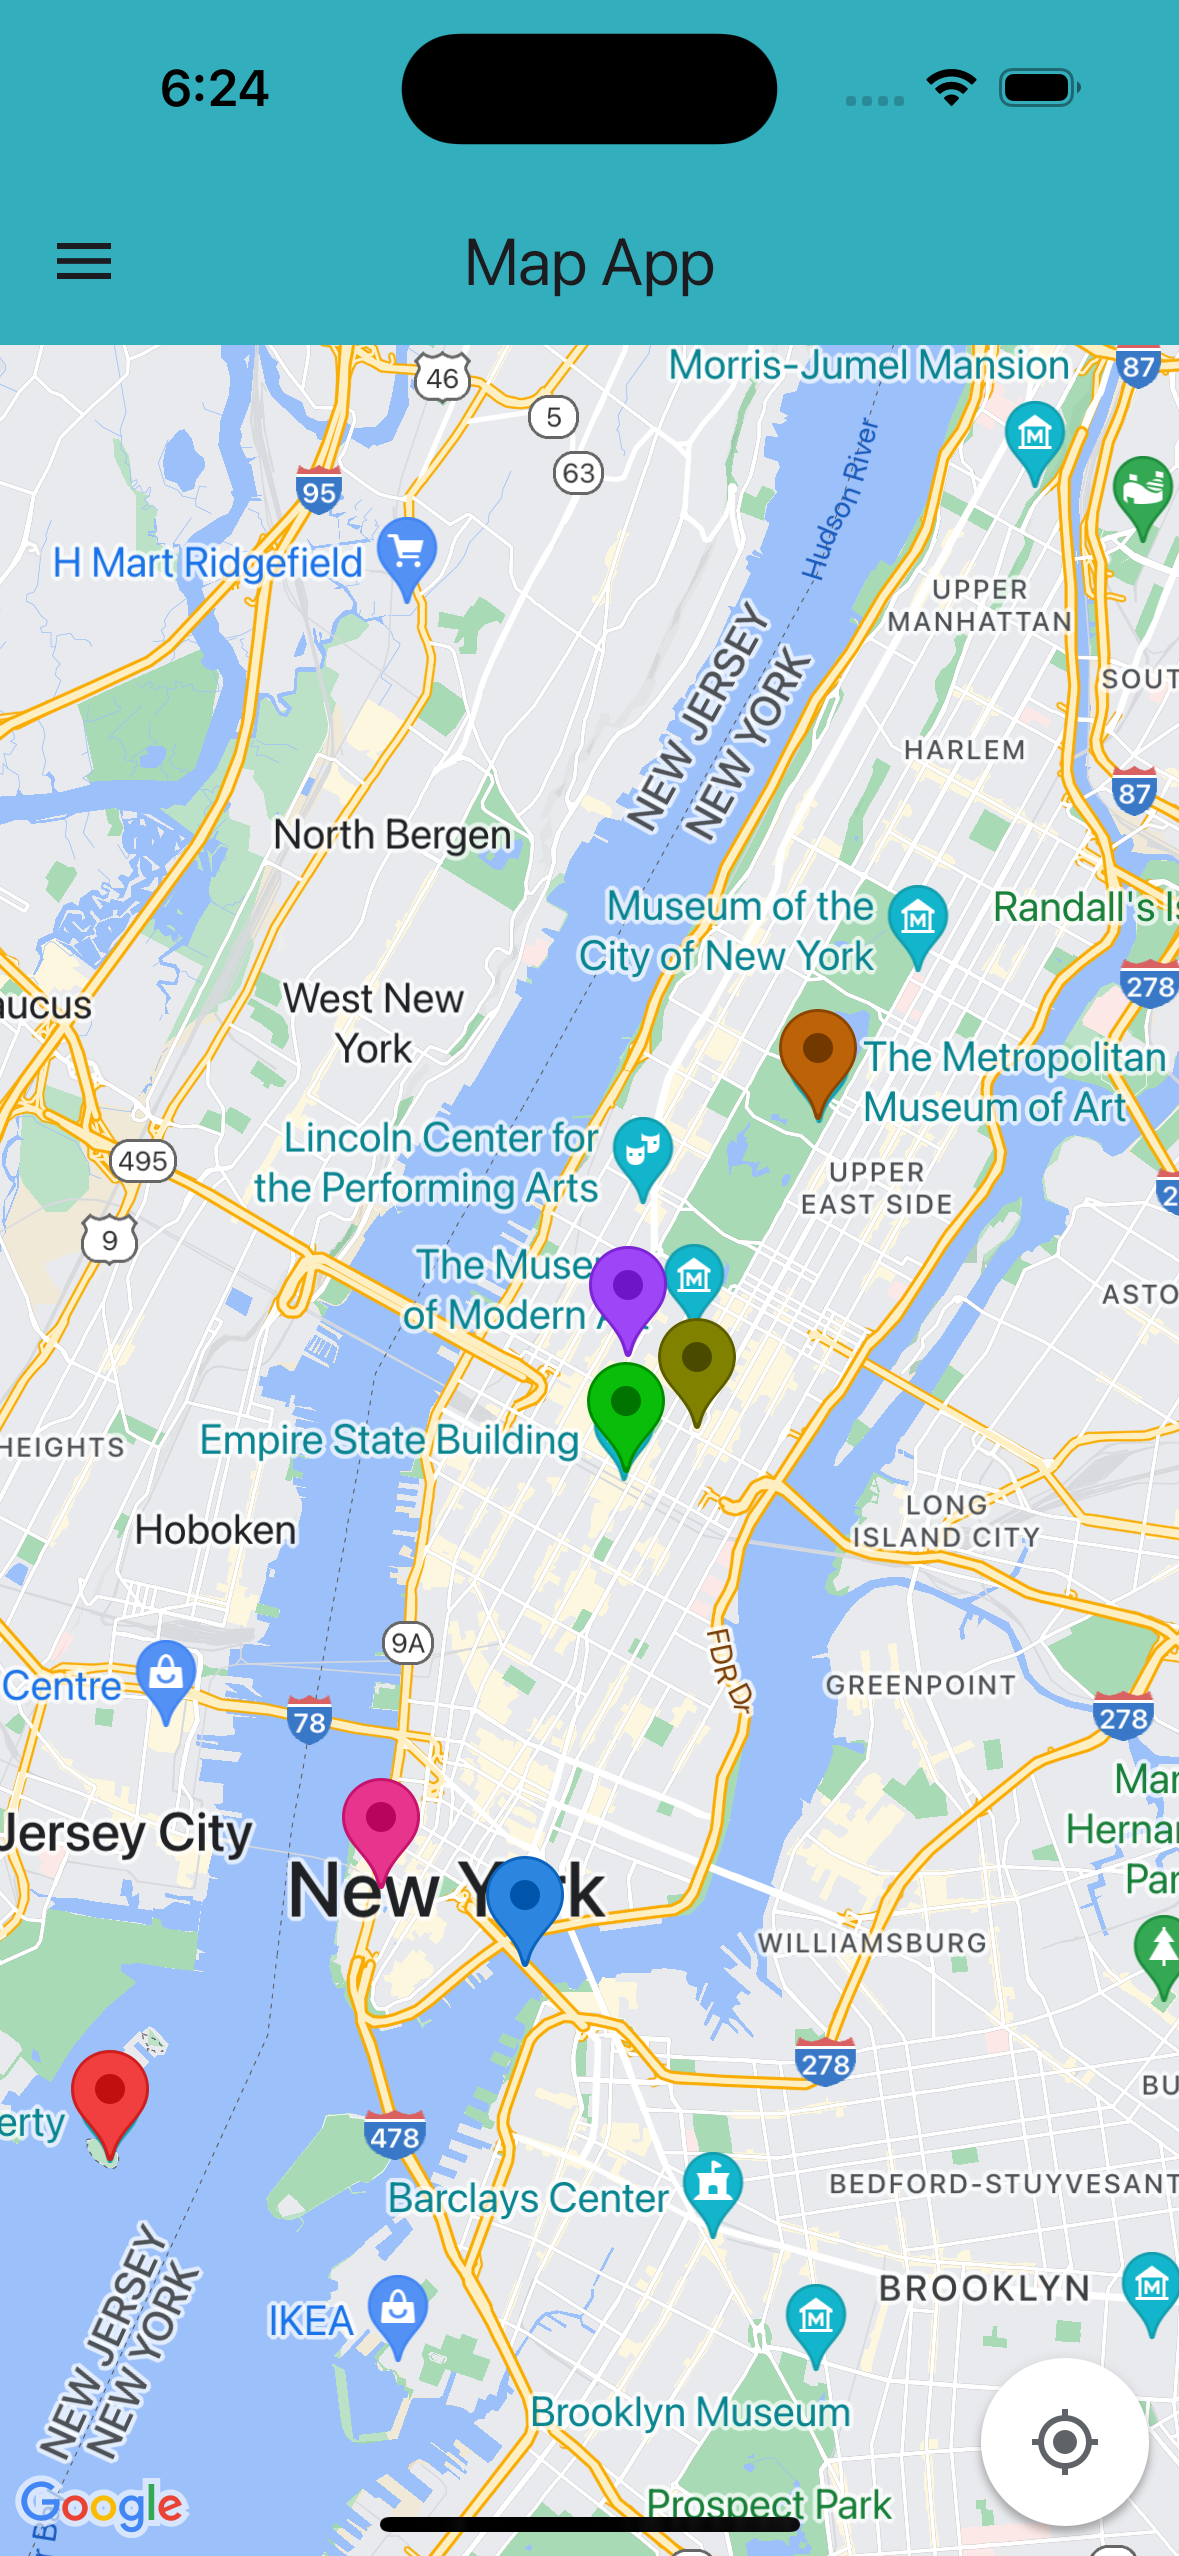 6:24
Map App
Morris-Jumel Mansion
87
46
5
63
Hudson River
95
H Mart Ridgefield
UPPER
MANHATTAN
SOUT
NEW JERSEY
NEW YORK
HARLEM
87
North Bergen
Museum of the
City of New York
Randall's Is
278
aucus
West New
York
The Metropolitan
Museum of Art
Lincoln Center for
the Performing Arts
495
UPPER
EAST SIDE
2
9
The Muse
of Modern A
ASTO
Empire State Building
HEIGHTS
LONG
ISLAND CITY
Hoboken
9A
FDR Dr
Centre
GREENPOINT
78
278
Mar
Hernar
Par
Jersey City
New Y rk
WILLIAMSBURG
278
BU
erty
478
Barclays Center
BEDFORD-STUYVESANT
NEW JERSEY
NEW YORK
IKEA
BROOKLYN
Brooklyn Museum
Google
Prospect Park